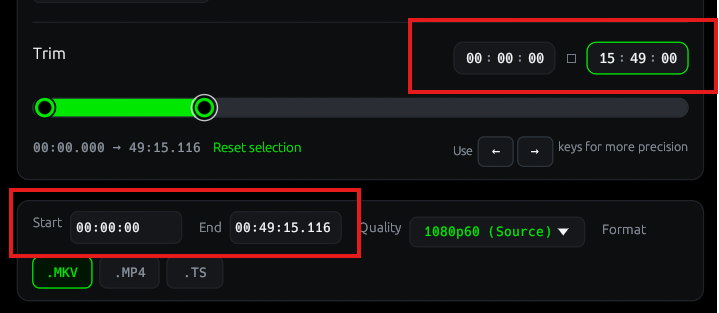 Trim
00 : 00 : 00 □ 15 : 49 : 00
00:00.000 → 49:15.116 Reset selection
Use ← → keys for more precision
Start 00:00:00 End 00:49:15.116 Quality 1080p60 (Source) Format
.MKV .MP4 .TS